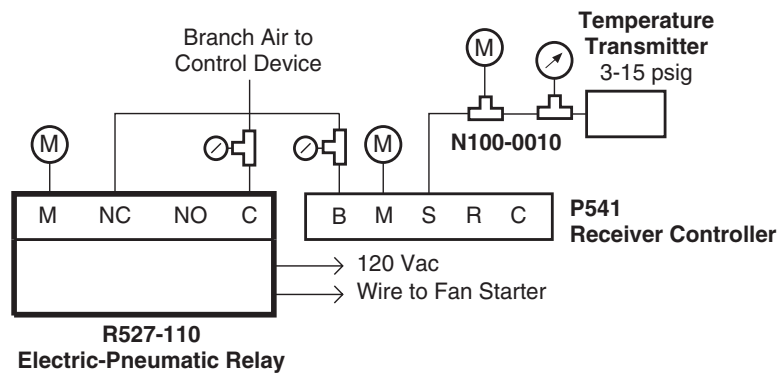 Temperature
Transmitter
3-15 psig
Branch Air to
Control Device
M
N100-0010
M
M
M NC NO C
B M S R C
P541
Receiver Controller
120 Vac
Wire to Fan Starter
R527-110
Electric-Pneumatic Relay